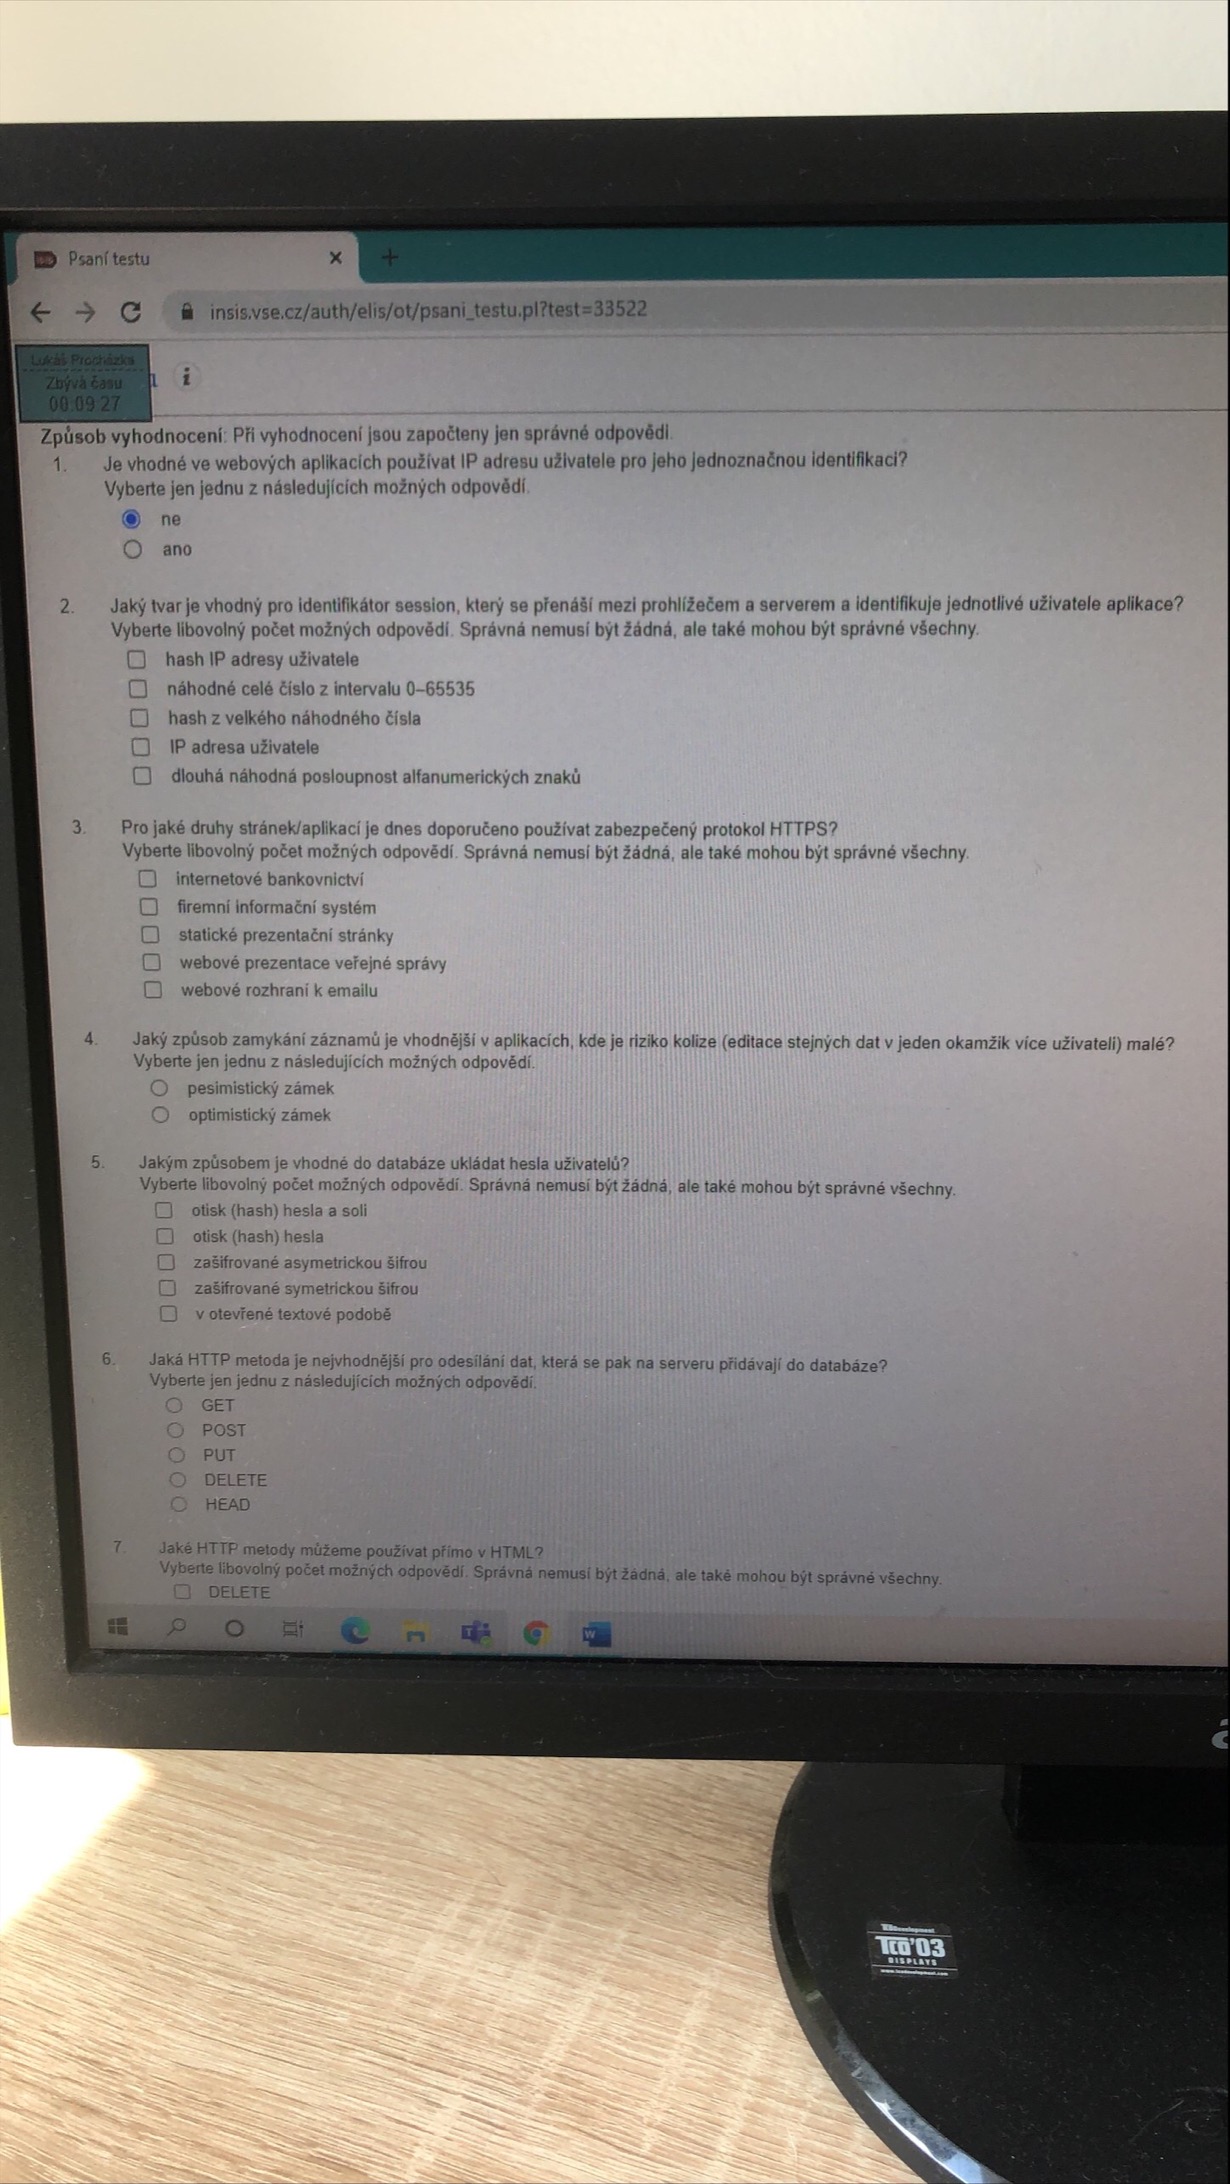 Psaní testu
insis.vse.cz/auth/elis/ot/psani_testu.pl?test=33522
Lukáš Procházka
Zbývá času
00:09:27
Způsob vyhodnocení: Při vyhodnocení jsou započteny jen správné odpovědi.
1. Je vhodné ve webových aplikacích používat IP adresu uživatele pro jeho jednoznačnou identifikaci?
Vyberte jen jednu z následujících možných odpovědí.
ne
ano
2. Jaký tvar je vhodný pro identifikátor session, který se přenáší mezi prohlížečem a serverem a identifikuje jednotlivé uživatele aplikace?
Vyberte libovolný počet možných odpovědí. Správná nemusí být žádná, ale také mohou být správné všechny.
hash IP adresy uživatele
náhodné celé číslo z intervalu 0–65535
hash z velkého náhodného čísla
IP adresa uživatele
dlouhá náhodná posloupnost alfanumerických znaků
3. Pro jaké druhy stránek/aplikací je dnes doporučeno používat zabezpečený protokol HTTPS?
Vyberte libovolný počet možných odpovědí. Správná nemusí být žádná, ale také mohou být správné všechny.
internetové bankovnictví
firemní informační systém
statické prezentační stránky
webové prezentace veřejné správy
webové rozhraní k emailu
4. Jaký způsob zamykání záznamů je vhodnější v aplikacích, kde je riziko kolize (editace stejných dat v jeden okamžik více uživateli) malé?
Vyberte jen jednu z následujících možných odpovědí.
pesimistický zámek
optimistický zámek
5. Jakým způsobem je vhodné do databáze ukládat hesla uživatelů?
Vyberte libovolný počet možných odpovědí. Správná nemusí být žádná, ale také mohou být správné všechny.
otisk (hash) hesla a soli
otisk (hash) hesla
zašifrované asymetrickou šifrou
zašifrované symetrickou šifrou
v otevřené textové podobě
6. Jaká HTTP metoda je nejvhodnější pro odesílání dat, která se pak na serveru přidávají do databáze?
Vyberte jen jednu z následujících možných odpovědí.
GET
POST
PUT
DELETE
HEAD
7. Jaké HTTP metody můžeme používat přímo v HTML?
Vyberte libovolný počet možných odpovědí. Správná nemusí být žádná, ale také mohou být správné všechny.
DELETE
TCO'03
DISPLAYS